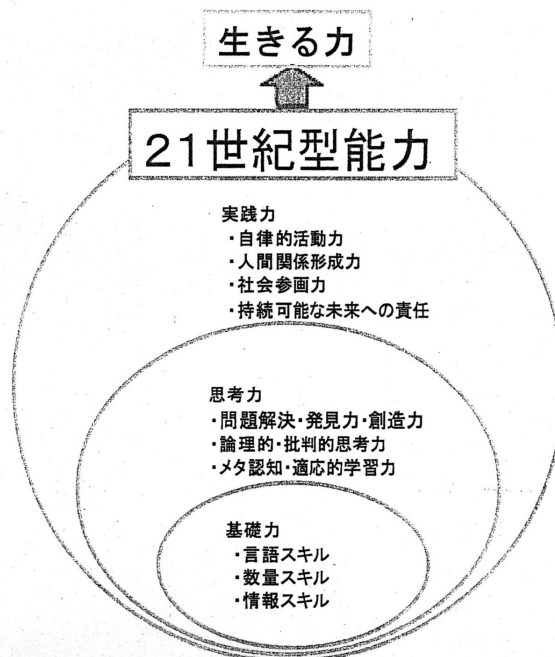 生きる力
21世紀型能力
実践力
・自律的活動力
・人間関係形成力
・社会参画力
・持続可能な未来への責任
思考力
・問題解決・発見力・創造力
・論理的・批判的思考力
・メタ認知・適応的学習力
基礎力
・言語スキル
・数量スキル
・情報スキル